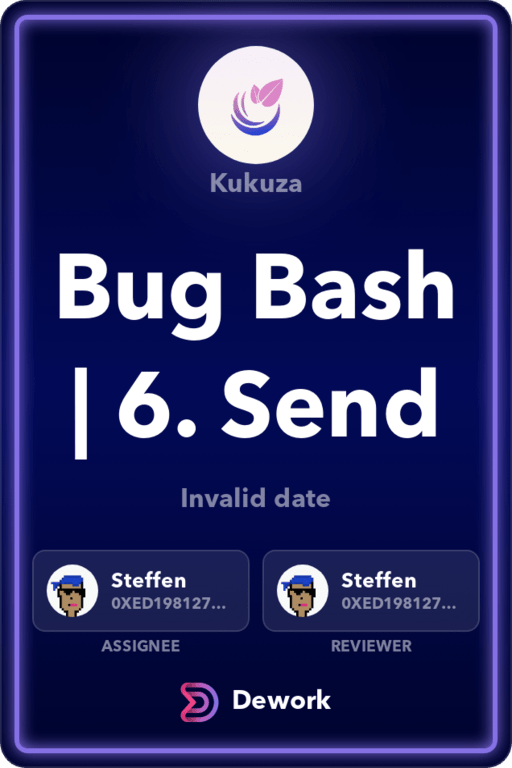 Kukuza
Bug Bash
| 6. Send
Invalid date
Steffen
0XED198127...
ASSIGNEE
Steffen
0XED198127...
REVIEWER
Dework